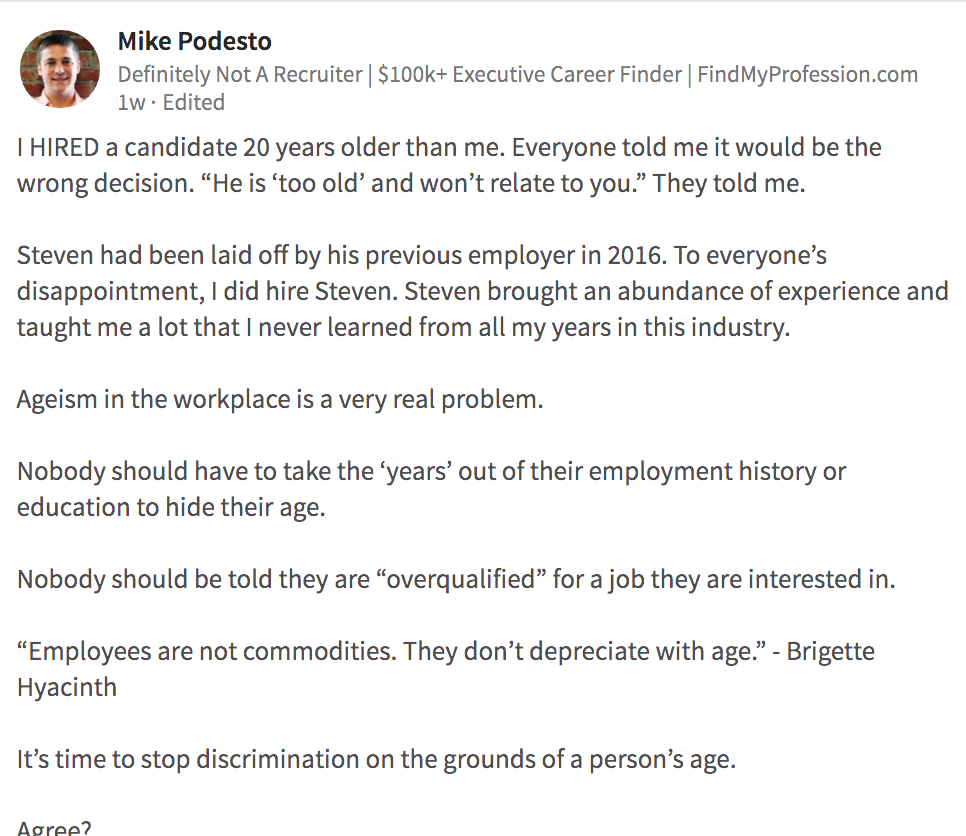 Mike Podesto
Definitely Not A Recruiter | $100k+ Executive Career Finder | FindMyProfession.com
1w · Edited
I HIRED a candidate 20 years older than me. Everyone told me it would be the
wrong decision. “He is ‘too old’ and won’t relate to you.” They told me.
Steven had been laid off by his previous employer in 2016. To everyone’s
disappointment, I did hire Steven. Steven brought an abundance of experience and
taught me a lot that I never learned from all my years in this industry.
Ageism in the workplace is a very real problem.
Nobody should have to take the ‘years’ out of their employment history or
education to hide their age.
Nobody should be told they are “overqualified” for a job they are interested in.
“Employees are not commodities. They don’t depreciate with age.” - Brigette
Hyacinth
It’s time to stop discrimination on the grounds of a person’s age.
Agree?